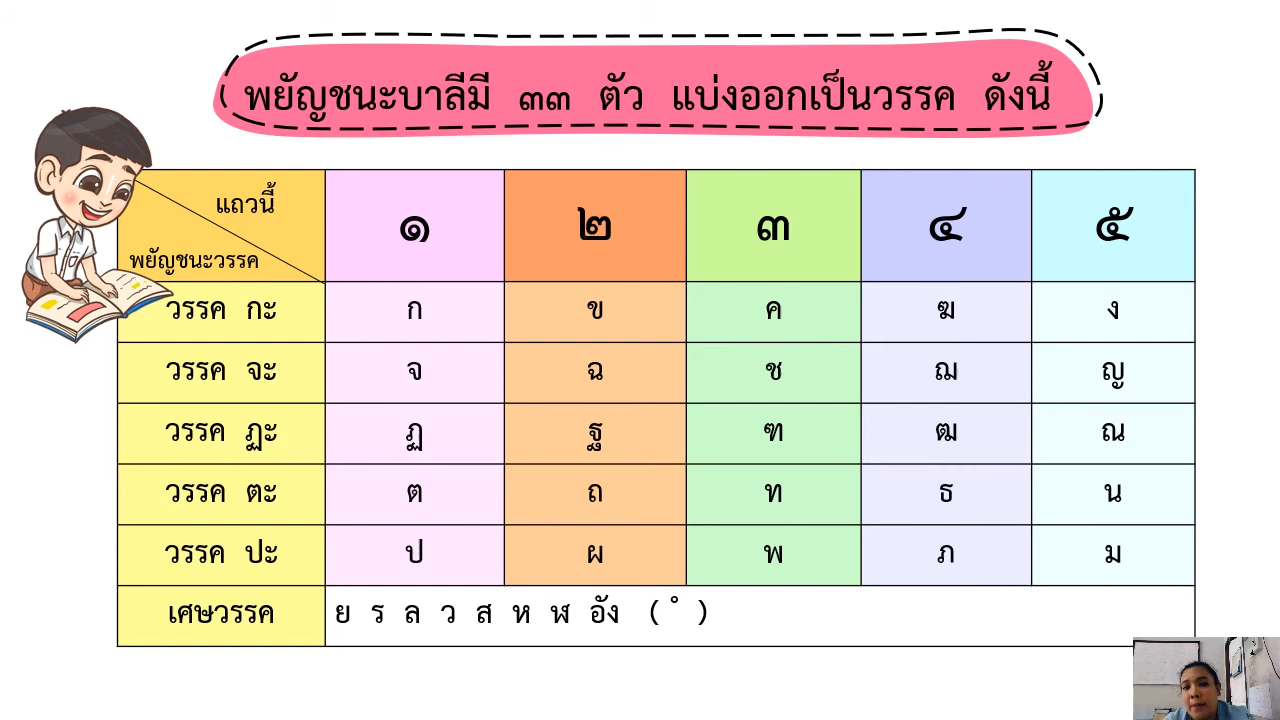 พยัญชนะบาลีมี ๓๓ ตัว แบ่งออกเป็นวรรค ดังนี้
แถวนี้ ๑ ๒ ๓ ๔ ๕
พยัญชนะวรรค
วรรค กะ ก ข ค ฆ ง
วรรค จะ จ ฉ ช ฌ ญ
วรรค ฏะ ฏ ฐ ฑ ฒ ณ
วรรค ตะ ต ถ ท ธ น
วรรค ปะ ป ผ พ ภ ม
เศษวรรค ย ร ล ว ส ห ฬ อัง ( ํ )